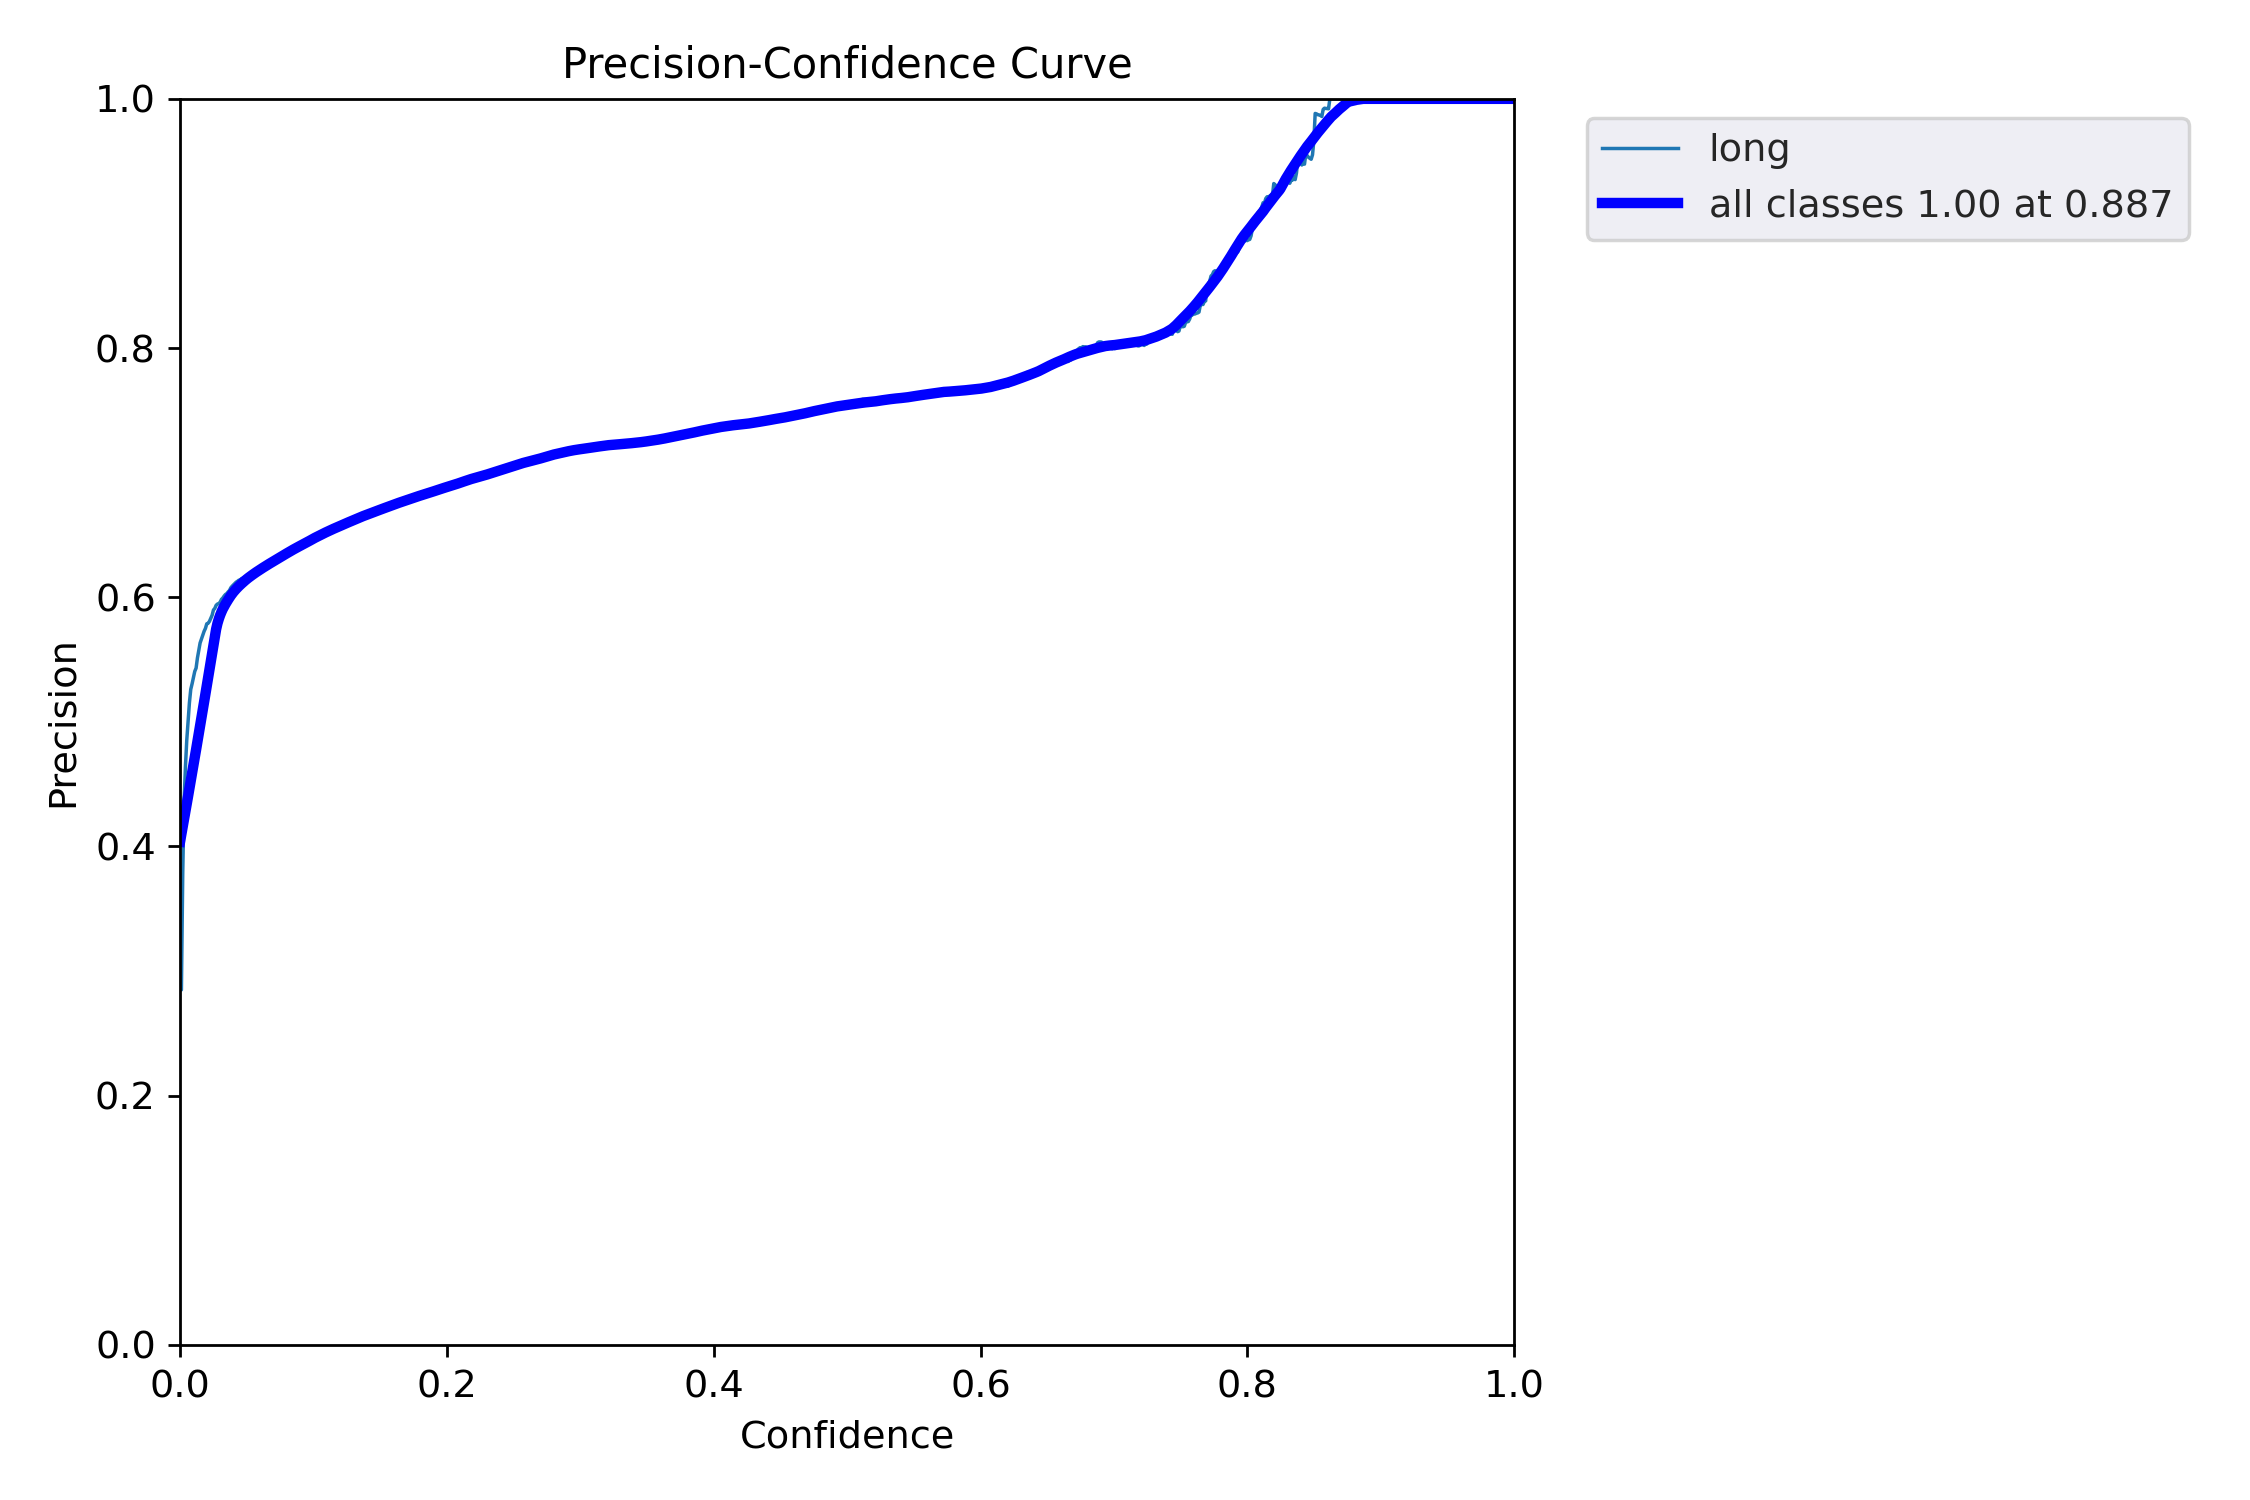 Precision-Confidence Curve
1.0
0.8
0.6
0.4
0.2
0.0
Precision
0.0 0.2 0.4 0.6 0.8 1.0
Confidence
long
all classes 1.00 at 0.887